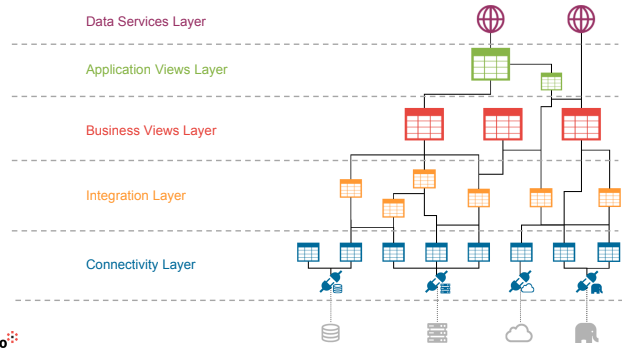 Data Services Layer
Application Views Layer
Business Views Layer
Integration Layer
Connectivity Layer